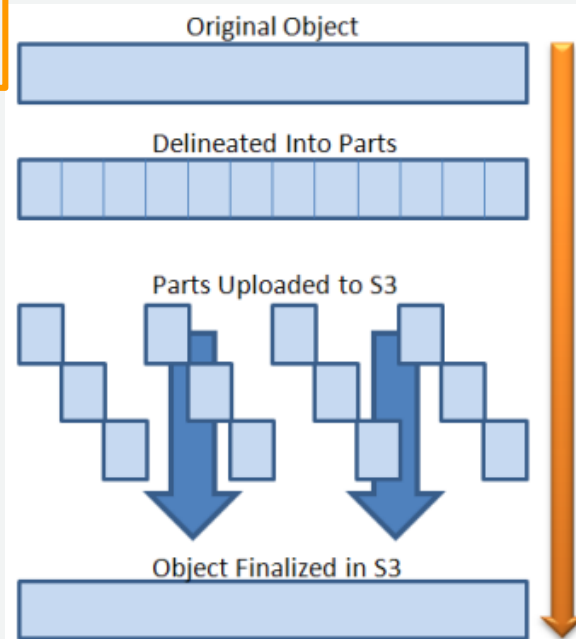 Original Object
Delineated Into Parts
Parts Uploaded to S3
Object Finalized in S3